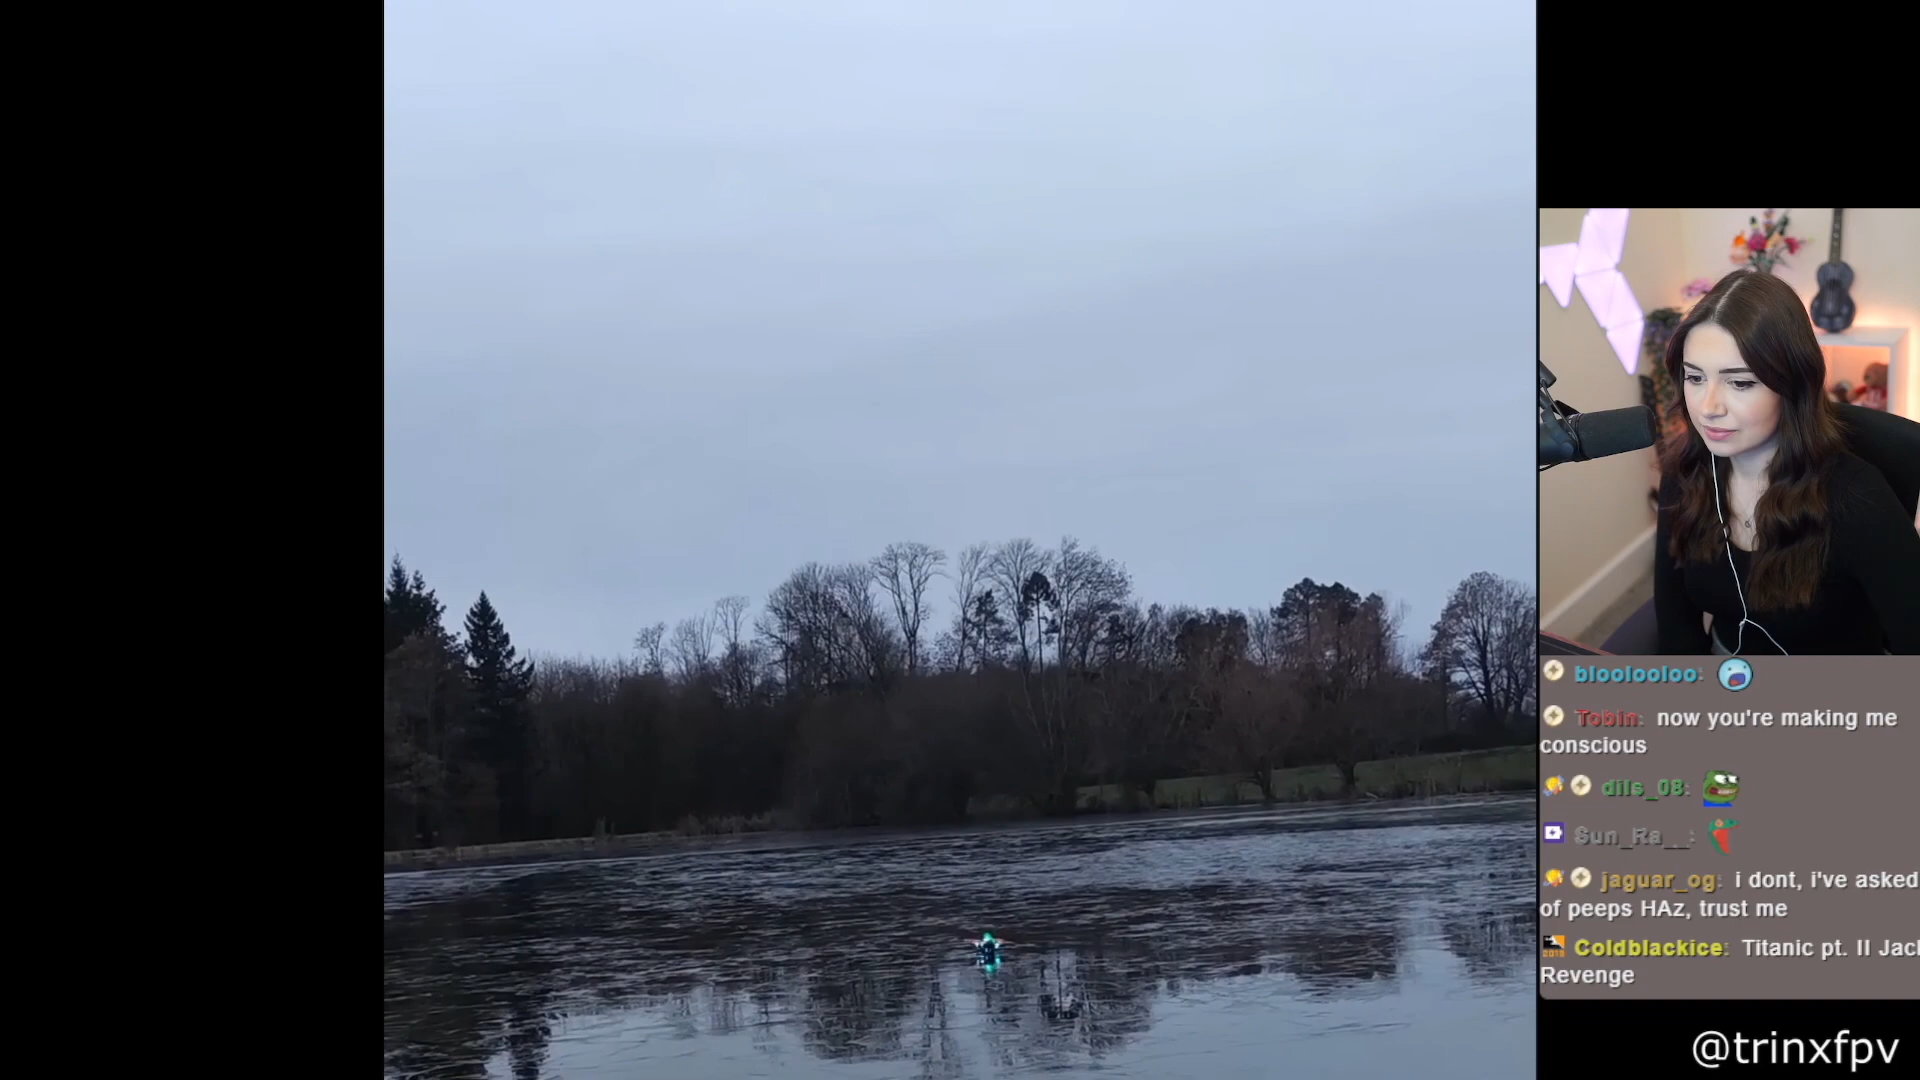 bloolooloo:
Tobin: now you're making me
conscious
dils_08:
Sun_Ra__:
jaguar_og: i dont, i've asked
of peeps HAz, trust me
Coldblackice: Titanic pt. II Jac
Revenge
@trinxfpv